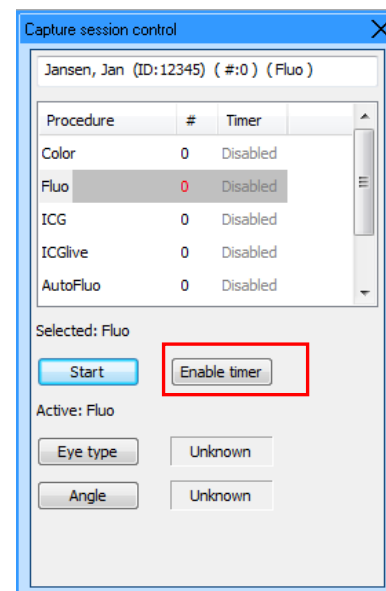 Capture session control
Jansen, Jan (ID:12345) ( #:0 ) ( Fluo )
Procedure # Timer
Color 0 Disabled
Fluo 0 Disabled
ICG 0 Disabled
ICGlive 0 Disabled
AutoFluo 0 Disabled
Selected: Fluo
Start Enable timer
Active: Fluo
Eye type Unknown
Angle Unknown